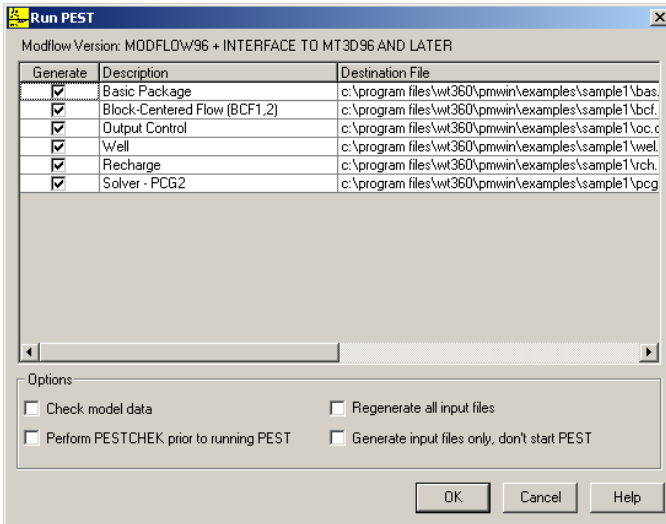 Run PEST
Modflow Version: MODFLOW96 + INTERFACE TO MT3D96 AND LATER
Generate Description Destination File
Basic Package c:\program files\wt360\pmwin\examples\sample1\bas.
Block-Centered Flow (BCF1,2) c:\program files\wt360\pmwin\examples\sample1\bcf.
Output Control c:\program files\wt360\pmwin\examples\sample1\oc.d
Well c:\program files\wt360\pmwin\examples\sample1\wel.
Recharge c:\program files\wt360\pmwin\examples\sample1\rch.
Solver - PCG2 c:\program files\wt360\pmwin\examples\sample1\pcg
Options
Check model data Regenerate all input files
Perform PESTCHEK prior to running PEST Generate input files only, don't start PEST
OK Cancel Help